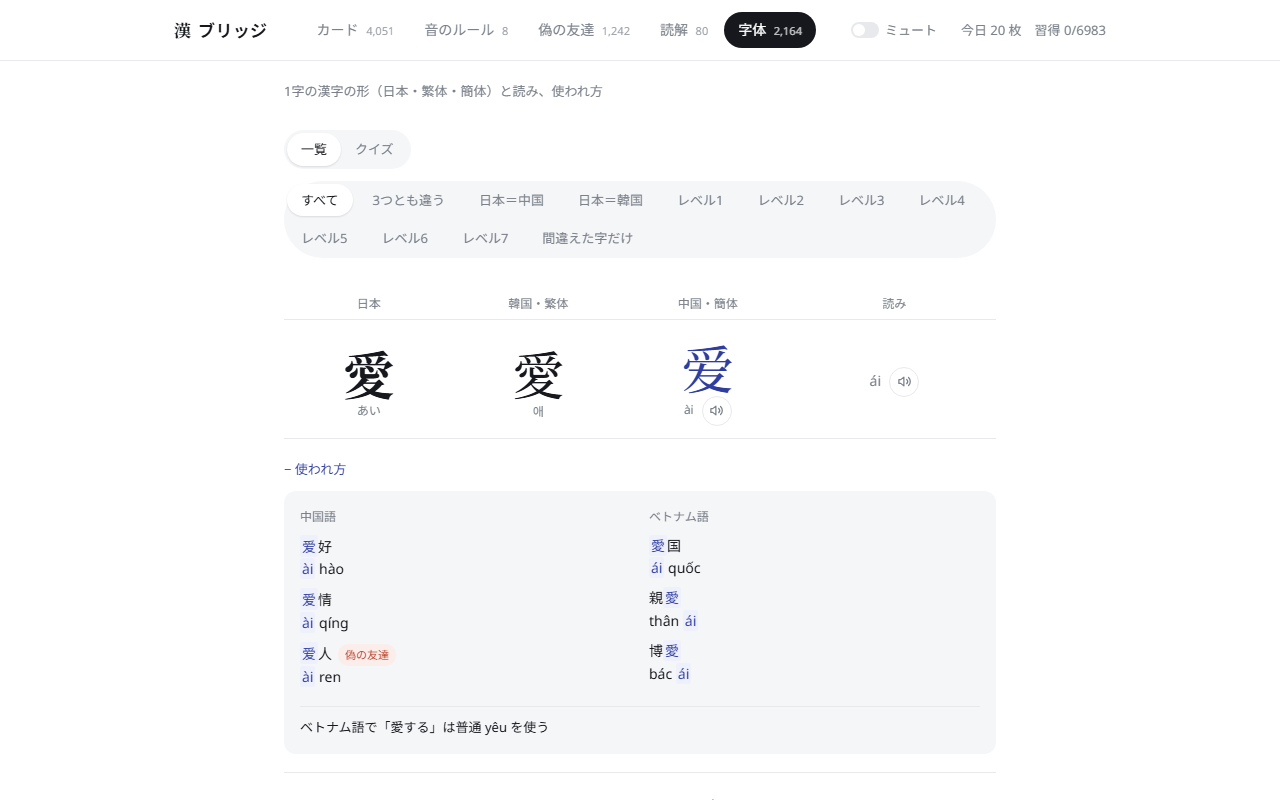 漢 ブリッジ カード 4,051 音のルール 8 偽の友達 1,242 読解 80 字体 2,164 ミュート 今日 20 枚 習得 0/6983
1字の漢字の形（日本・繁体・簡体）と読み、使われ方
一覧 クイズ
すべて 3つとも違う 日本＝中国 日本＝韓国 レベル1 レベル2 レベル3 レベル4
レベル5 レベル6 レベル7 間違えた字だけ
日本 韓国・繁体 中国・簡体 読み
愛 愛 爱
あい 애 ài ái
− 使われ方
中国語
爱好
ài hào
爱情
ài qíng
爱人 偽の友達
ài ren
ベトナム語
愛国
ái quốc
親愛
thân ái
博愛
bác ái
ベトナム語で「愛する」は普通 yêu を使う